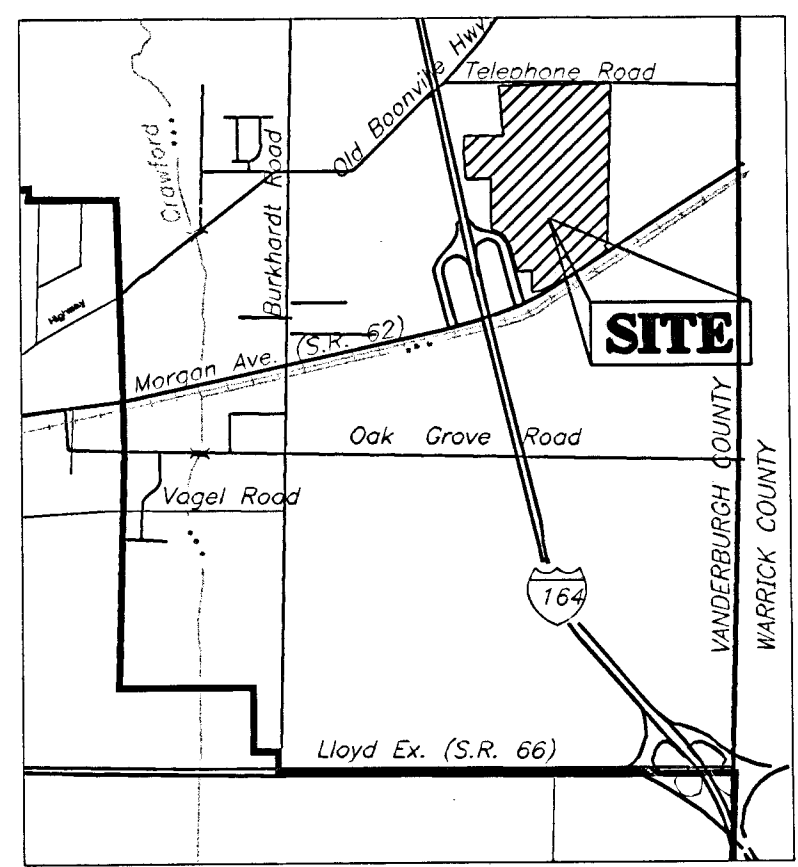 Old Boonville Hwy
Telephone Road
Crawford
Burkhardt Road
SITE
Morgan Ave. (S.R. 62)
Oak Grove Road
Vagel Road
164
VANDERBURGH COUNTY
WARRICK COUNTY
Lloyd Ex. (S.R. 66)